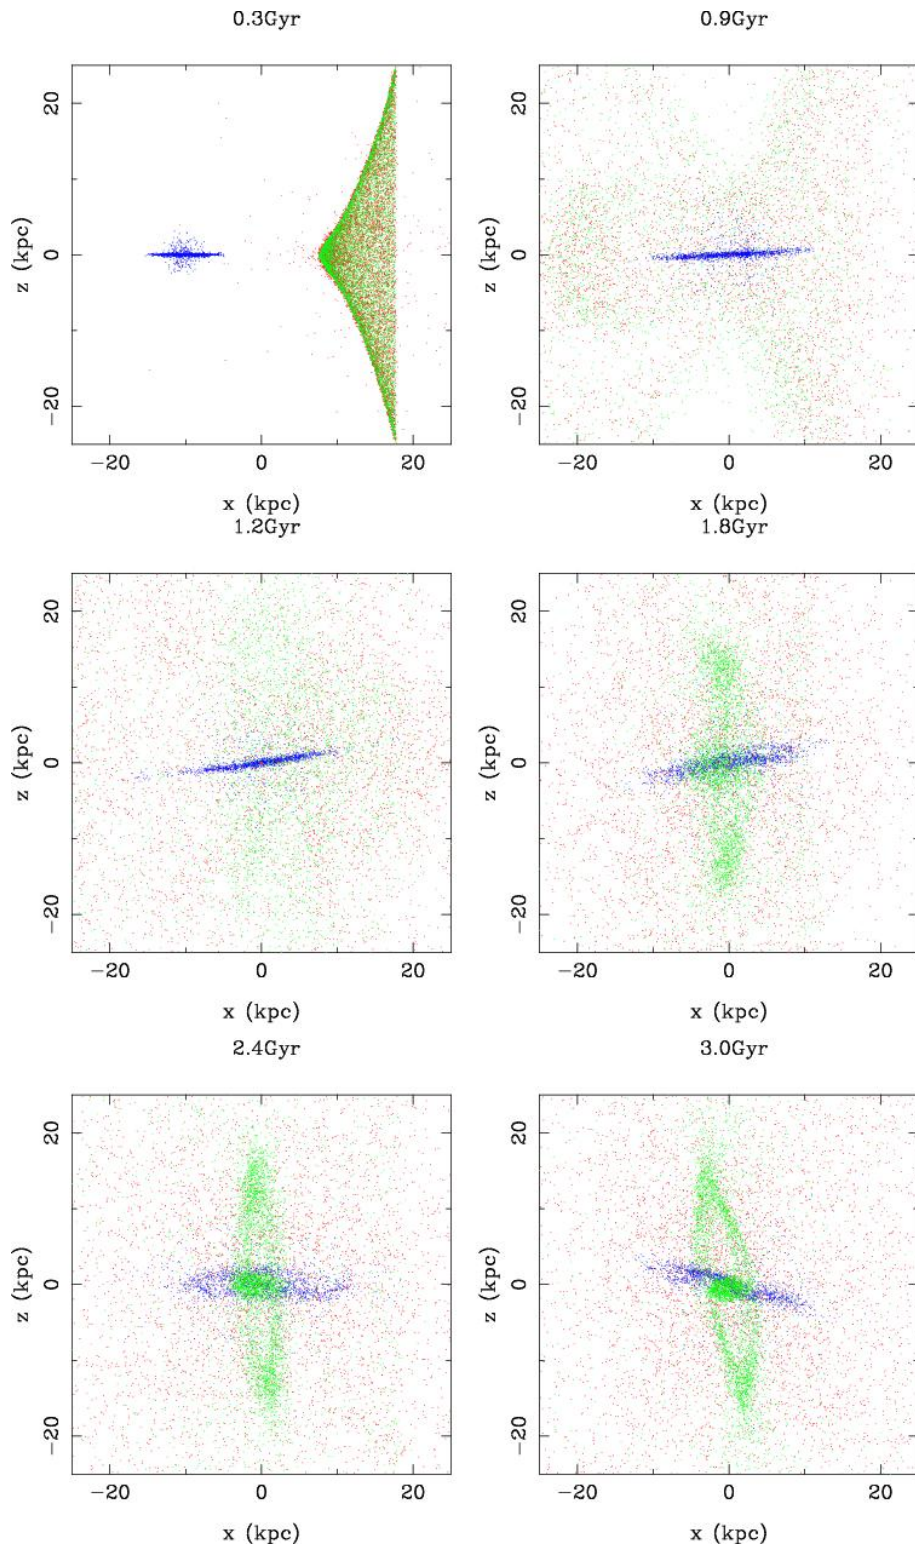 0.3Gyr 0.9Gyr
20 20
z (kpc) 0 z (kpc) 0
−20 −20
−20 0 20 −20 0 20
x (kpc) x (kpc)
1.2Gyr 1.8Gyr
20 20
z (kpc) 0 z (kpc) 0
−20 −20
−20 0 20 −20 0 20
x (kpc) x (kpc)
2.4Gyr 3.0Gyr
20 20
z (kpc) 0 z (kpc) 0
−20 −20
−20 0 20 −20 0 20
x (kpc) x (kpc)